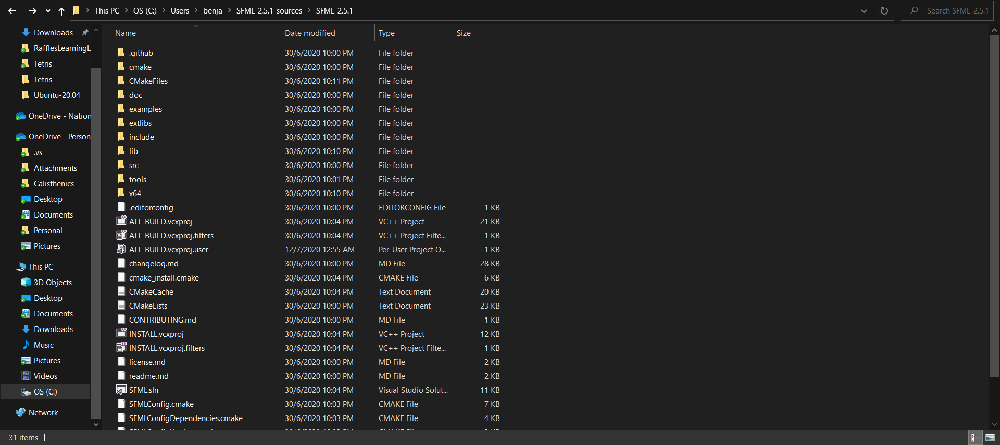 This PC > OS (C:) > Users > benja > SFML-2.5.1-sources > SFML-2.5.1
Search SFML-2.5.1
Downloads
RafflesLearningL
Tetris
Tetris
Ubuntu-20.04
OneDrive - Nation
OneDrive - Person
.vs
Attachments
Calisthenics
Desktop
Documents
Personal
Pictures
This PC
3D Objects
Desktop
Documents
Downloads
Music
Pictures
Videos
OS (C:)
Network
Name Date modified Type Size
.github 30/6/2020 10:00 PM File folder
cmake 30/6/2020 10:00 PM File folder
CMakeFiles 30/6/2020 10:11 PM File folder
doc 30/6/2020 10:00 PM File folder
examples 30/6/2020 10:00 PM File folder
extlibs 30/6/2020 10:00 PM File folder
include 30/6/2020 10:00 PM File folder
lib 30/6/2020 10:10 PM File folder
src 30/6/2020 10:00 PM File folder
tools 30/6/2020 10:01 PM File folder
x64 30/6/2020 10:10 PM File folder
.editorconfig 30/6/2020 10:00 PM EDITORCONFIG File 1 KB
ALL_BUILD.vcxproj 30/6/2020 10:04 PM VC++ Project 21 KB
ALL_BUILD.vcxproj.filters 30/6/2020 10:04 PM VC++ Project Filte... 1 KB
ALL_BUILD.vcxproj.user 12/7/2020 12:55 AM Per-User Project O... 1 KB
changelog.md 30/6/2020 10:00 PM MD File 28 KB
cmake_install.cmake 30/6/2020 10:04 PM CMAKE File 6 KB
CMakeCache 30/6/2020 10:04 PM Text Document 20 KB
CMakeLists 30/6/2020 10:00 PM Text Document 23 KB
CONTRIBUTING.md 30/6/2020 10:00 PM MD File 1 KB
INSTALL.vcxproj 30/6/2020 10:04 PM VC++ Project 12 KB
INSTALL.vcxproj.filters 30/6/2020 10:04 PM VC++ Project Filte... 1 KB
license.md 30/6/2020 10:00 PM MD File 2 KB
readme.md 30/6/2020 10:00 PM MD File 2 KB
SFML.sln 30/6/2020 10:04 PM Visual Studio Solut... 11 KB
SFMLConfig.cmake 30/6/2020 10:03 PM CMAKE File 7 KB
SFMLConfigDependencies.cmake 30/6/2020 10:03 PM CMAKE File 4 KB
31 items